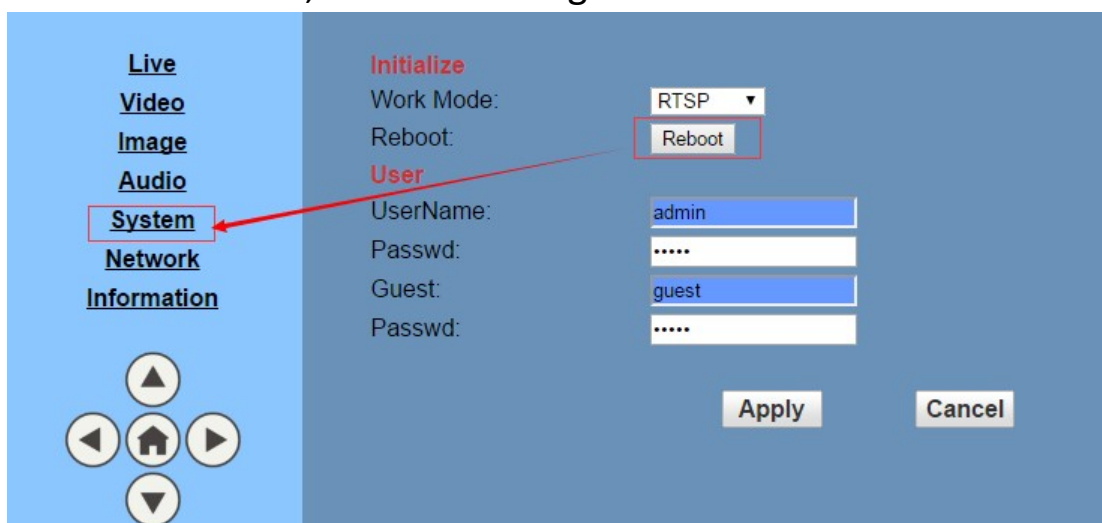 Live
Video
Image
Audio
System
Network
Information
Initialize
Work Mode: RTSP
Reboot: Reboot
User
UserName: admin
Passwd: •••••
Guest: guest
Passwd: •••••
Apply Cancel